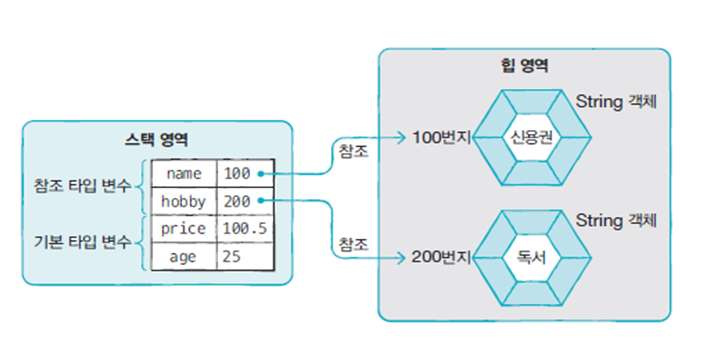 힙 영역
String 객체
100번지
신용권
스택 영역
참조
참조 타입 변수
name 100
hobby 200
기본 타입 변수
price 100.5
age 25
참조
String 객체
200번지
독서